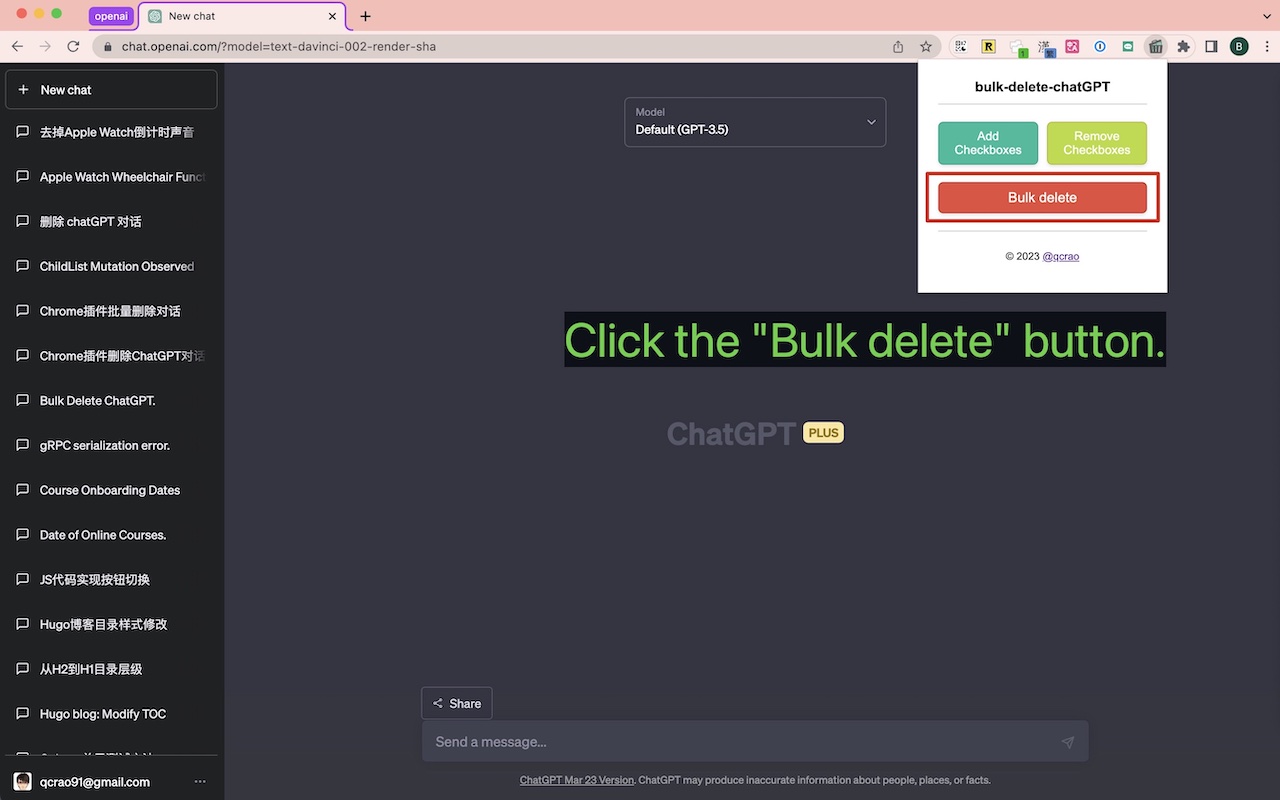 openai
New chat
chat.openai.com/?model=text-davinci-002-render-sha
R
1
B
New chat
去掉Apple Watch倒计时声音
Apple Watch Wheelchair Funct
删除 chatGPT 对话
ChildList Mutation Observed
Chrome插件批量删除对话
Chrome插件删除ChatGPT对话
Bulk Delete ChatGPT.
gRPC serialization error.
Course Onboarding Dates
Date of Online Courses.
JS代码实现按钮切换
Hugo博客目录样式修改
从H2到H1目录层级
Hugo blog: Modify TOC
qcrao91@gmail.com
Model
Default (GPT-3.5)
bulk-delete-chatGPT
Add
Checkboxes
Remove
Checkboxes
Bulk delete
© 2023 @qcrao
Click the "Bulk delete" button.
ChatGPT PLUS
Share
Send a message...
ChatGPT Mar 23 Version. ChatGPT may produce inaccurate information about people, places, or facts.